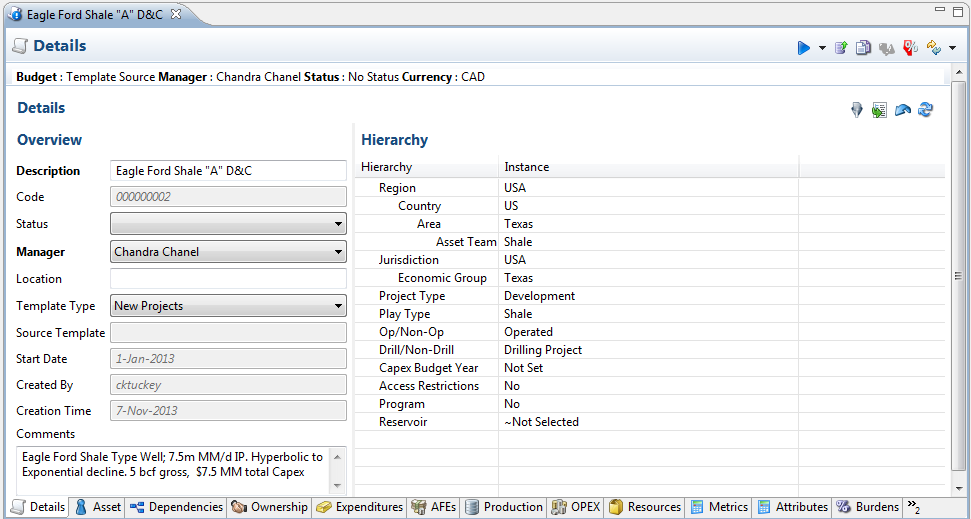 Eagle Ford Shale "A" D&C
Details
Budget : Template Source Manager : Chandra Chanel Status : No Status Currency : CAD
Details
Overview
Description Eagle Ford Shale "A" D&C
Code 000000002
Status
Manager Chandra Chanel
Location
Template Type New Projects
Source Template
Start Date 1-Jan-2013
Created By cktuckey
Creation Time 7-Nov-2013
Comments
Eagle Ford Shale Type Well; 7.5m MM/d IP. Hyperbolic to
Exponential decline. 5 bcf gross, $7.5 MM total Capex
Hierarchy
Hierarchy Instance
Region USA
Country US
Area Texas
Asset Team Shale
Jurisdiction USA
Economic Group Texas
Project Type Development
Play Type Shale
Op/Non-Op Operated
Drill/Non-Drill Drilling Project
Capex Budget Year Not Set
Access Restrictions No
Program No
Reservoir ~Not Selected
Details Asset Dependencies Ownership Expenditures AFEs Production OPEX Resources Metrics Attributes Burdens »2